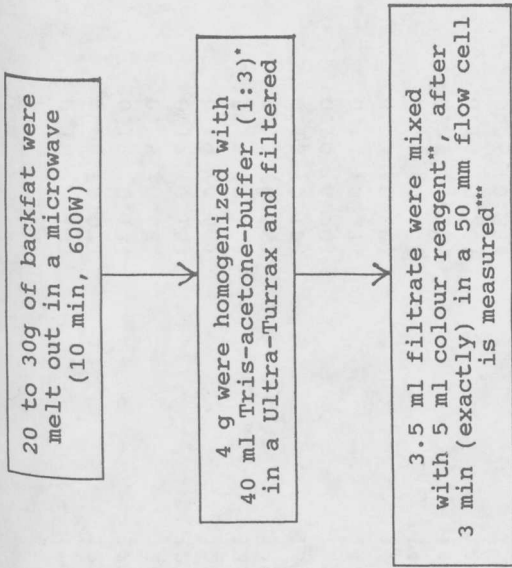 20 to 30g of backfat were
melt out in a microwave
(10 min, 600W)
4 g were homogenized with
40 ml Tris-acetone-buffer (1:3)*
in a Ultra-Turrax and filtered
3.5 ml filtrate were mixed
with 5 ml colour reagent**, after
3 min (exactly) in a 50 mm flow cell
is measured***